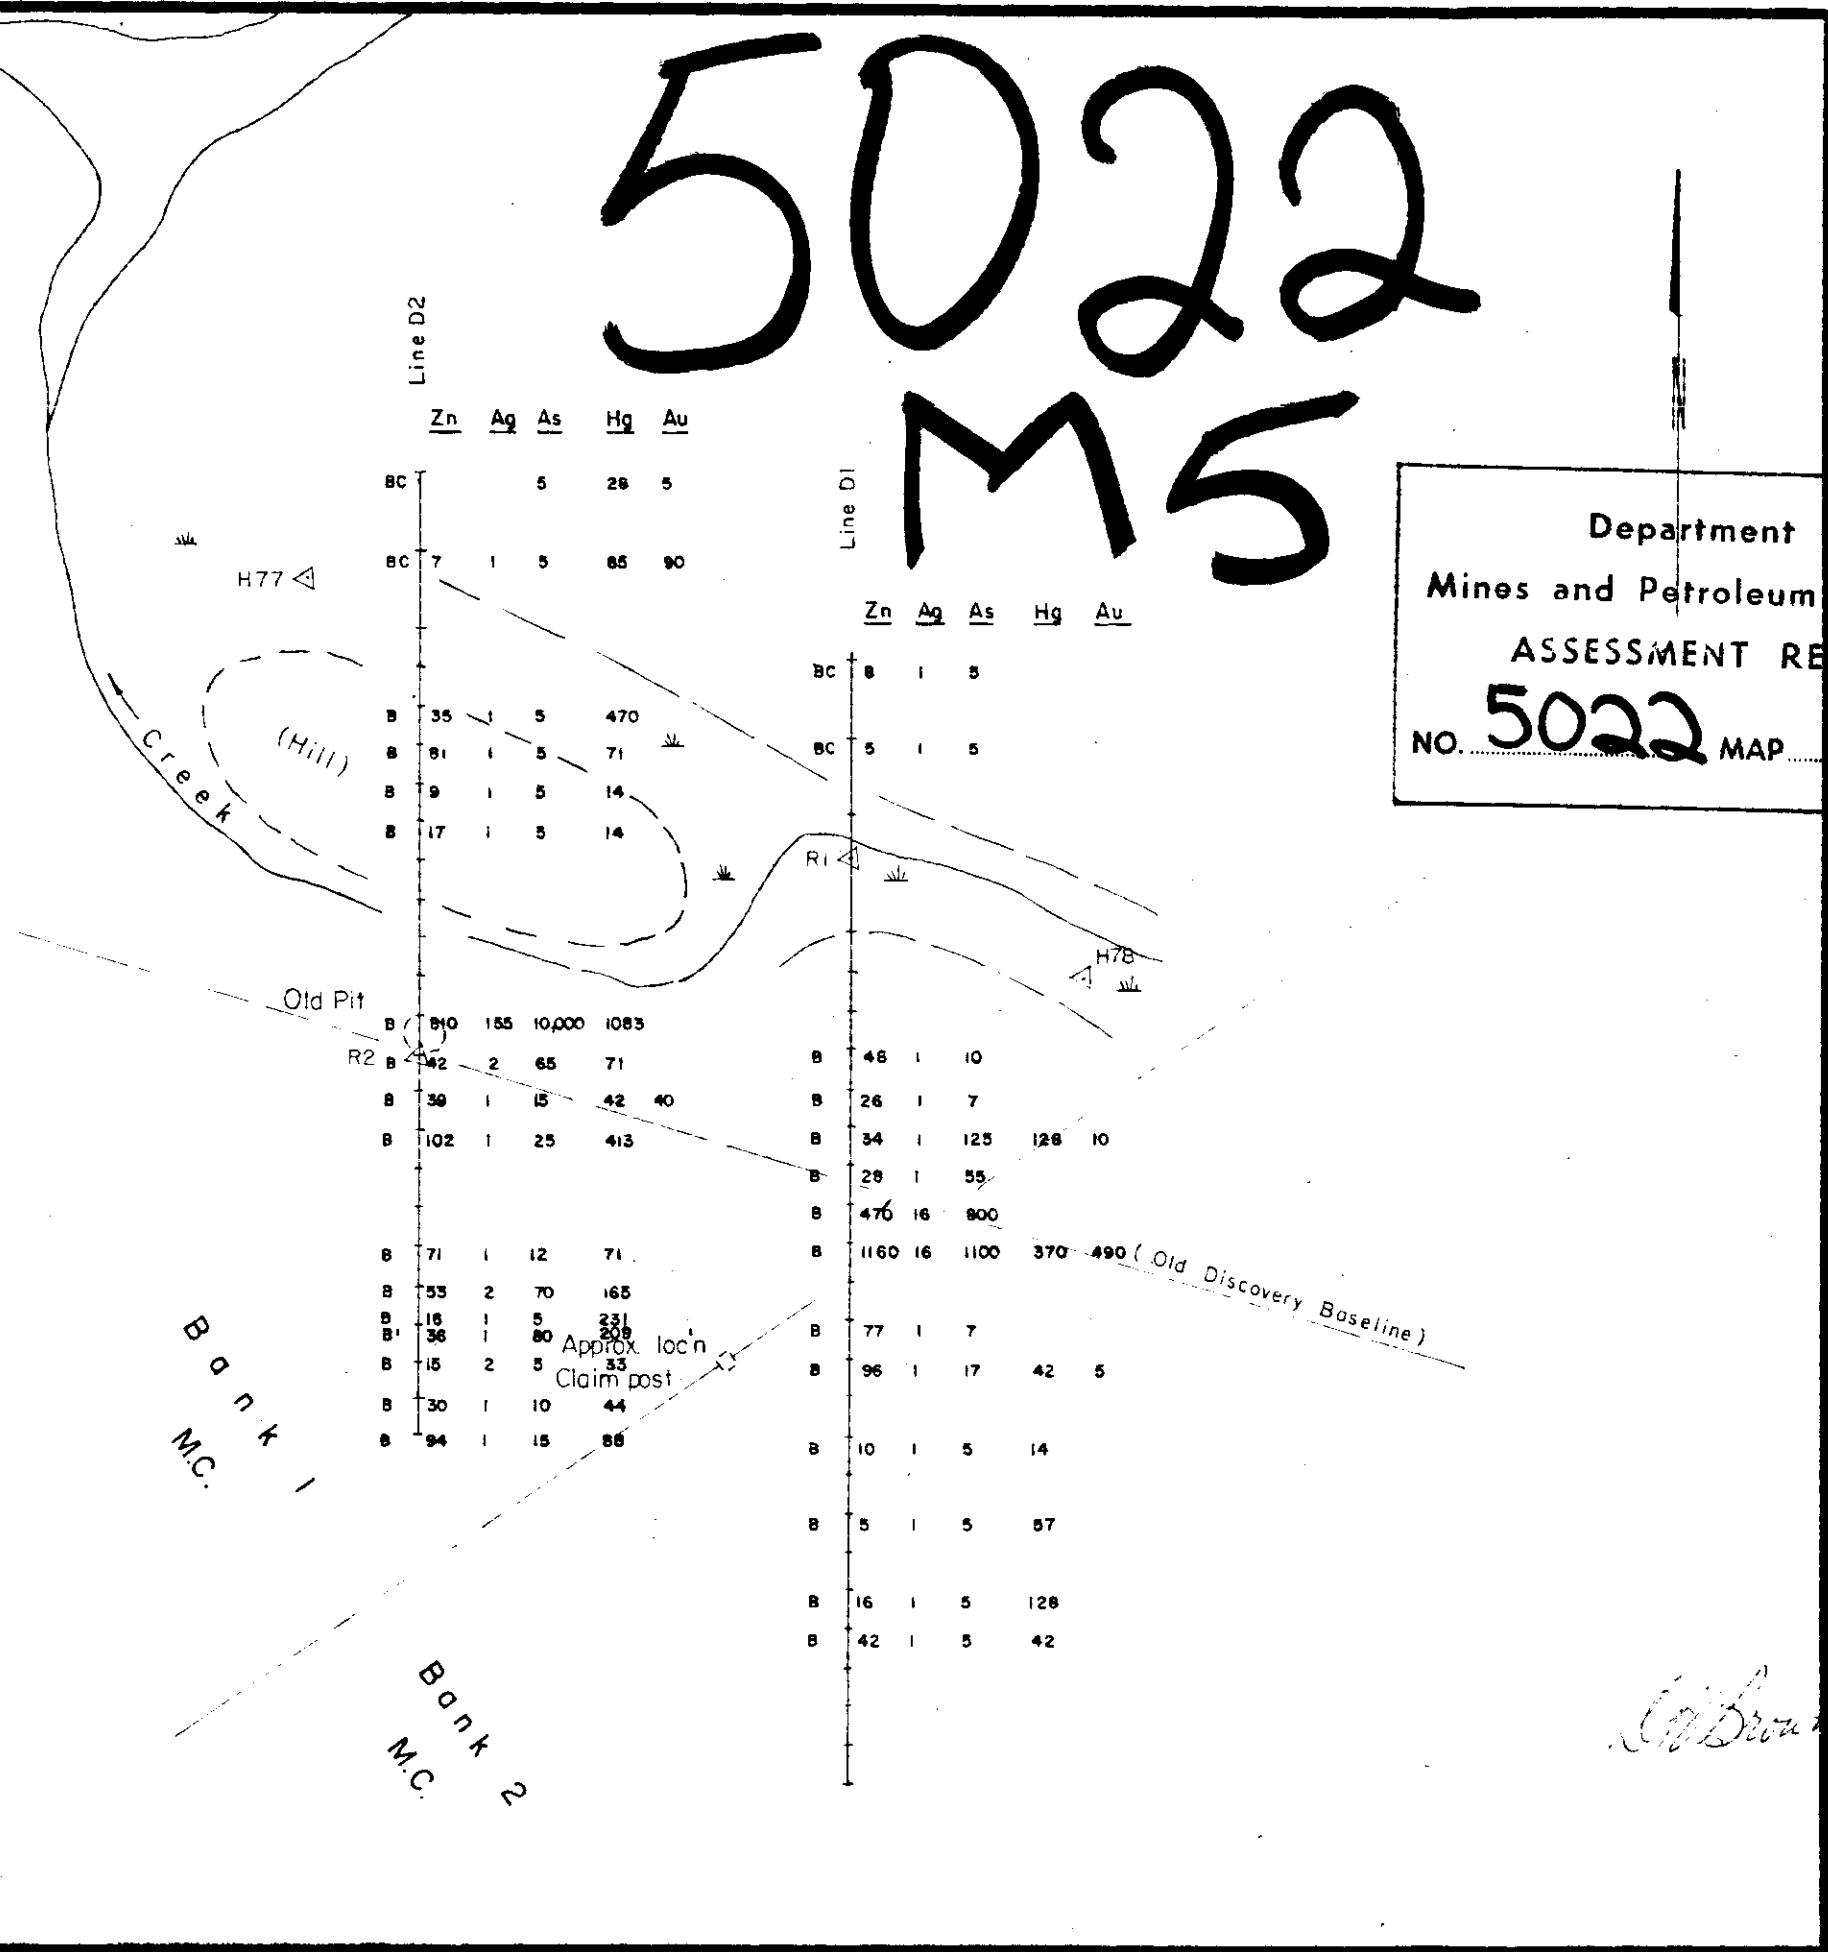 5022
M5
Department
Mines and Petroleum
ASSESSMENT RE
NO. 5022 MAP
Line D2
Zn Ag As Hg Au
BC 5 28 5
BC 7 1 5 85 90
B 35 1 5 470
B 81 1 5 71
B 9 1 5 14
B 17 1 5 14
B 810 155 10,000 1083
B 42 2 65 71
B 39 1 15 42 40
B 102 1 25 413
B 71 1 12 71
B 53 2 70 165
B 16 1 5 231
B' 36 1 80 209
B 15 2 5 33
B 30 1 10 44
B 94 1 15 88
Line D1
Zn Ag As Hg Au
BC 8 1 5
BC 5 1 5
B 48 1 10
B 26 1 7
B 34 1 125 128 10
B 28 1 55
B 470 16 800
B 1160 16 1100 370 490
B 77 1 7
B 96 1 17 42 5
B 10 1 5 14
B 5 1 5 57
B 16 1 5 128
B 42 1 5 42
H77
(Hill)
Creek
R1
H78
Old Pit
R2
(Old Discovery Baseline)
Approx. loc'n
Claim post
Bank 1
M.C.
Bank 2
M.C.